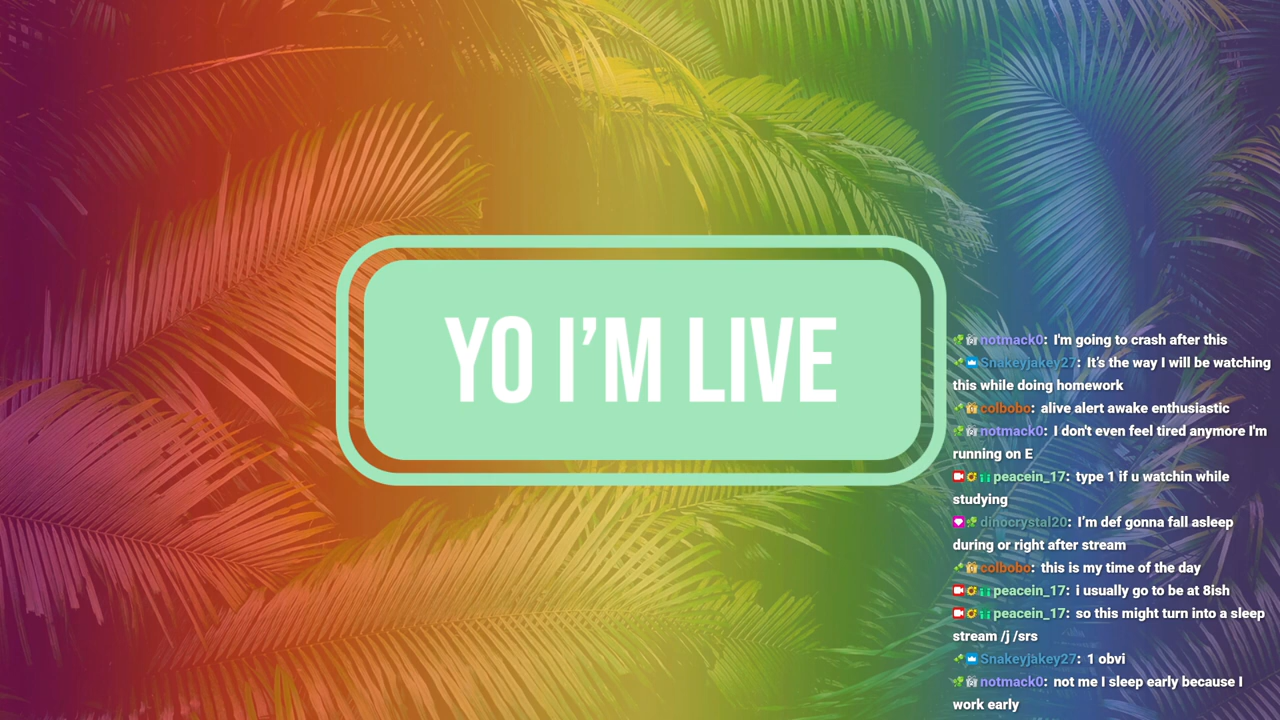 YO I’M LIVE
notmack0: I'm going to crash after this
Snakeyjakey27: It's the way I will be watching
this while doing homework
colbobo: alive alert awake enthusiastic
notmack0: I don't even feel tired anymore I'm
running on E
peacein_17: type 1 if u watchin while
studying
dinocrystal20: I’m def gonna fall asleep
during or right after stream
colbobo: this is my time of the day
peacein_17: i usually go to be at 8ish
peacein_17: so this might turn into a sleep
stream /j /srs
Snakeyjakey27: 1 obvi
notmack0: not me I sleep early because I
work early